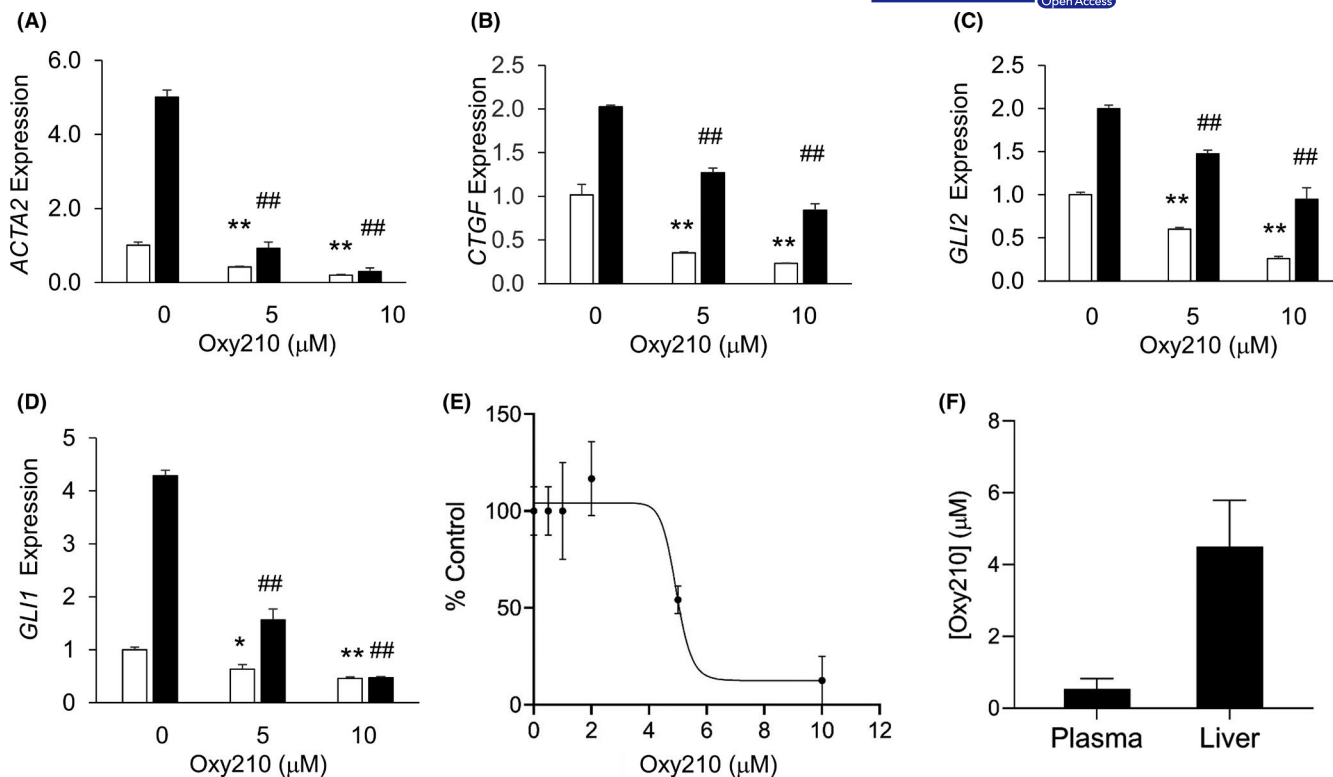 Open Access
(A)
ACTA2 Expression
6.0
4.0
2.0
0.0
**
##
**
##
0 5 10
Oxy210 (μM)
(B)
CTGF Expression
2.5
2.0
1.5
1.0
0.5
0.0
**
##
**
##
0 5 10
Oxy210 (μM)
(C)
GLI2 Expression
2.5
2.0
1.5
1.0
0.5
0.0
**
##
**
##
0 5 10
Oxy210 (μM)
(D)
GLI1 Expression
5
4
3
2
1
0
*
##
**
##
0 5 10
Oxy210 (μM)
(E)
% Control
150
100
50
0
0 2 4 6 8 10 12
Oxy210 (μM)
(F)
[Oxy210] (μM)
8
6
4
2
0
Plasma Liver